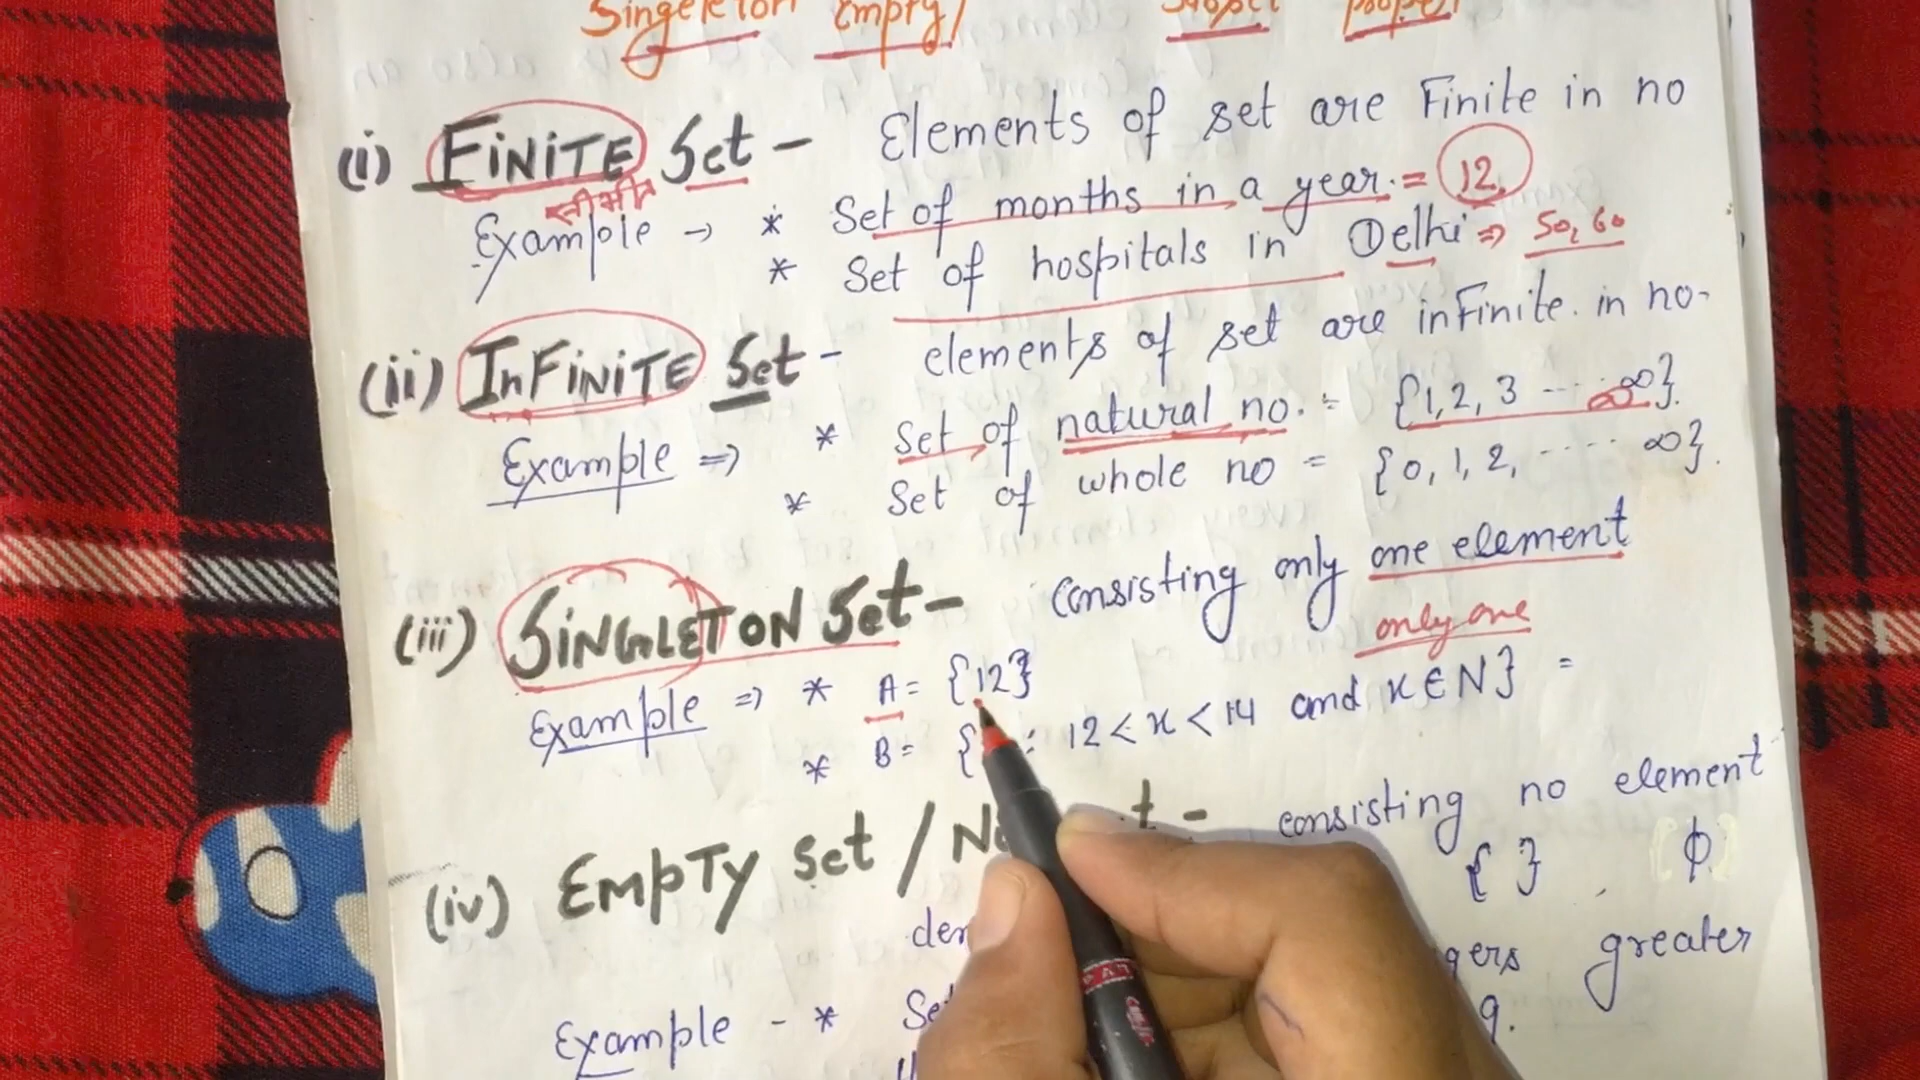 Singeleton Empty/ Subset
(i) FiNiTE Set - Elements of set are Finite in no
सीमीत
Example → * Set of months in a year. = 12.
* Set of hospitals in Delhi ⇒ 50, 60
(ii) InFiNiTE Set - elements of set are inFinite. in no-
Example ⇒ * Set of natural no. = {1, 2, 3 --- ∞}.
* Set of whole no = {0, 1, 2, ---- ∞}.
(iii) SiNGLETON Set - Consisting only one element
only one
Example ⇒ * A = {12}
* B = { : 12 < x < 14 and x ∈ N} =
(iv) EmpTy set / - consisting no element
{ } , {ϕ}
greater
Example - * 9.